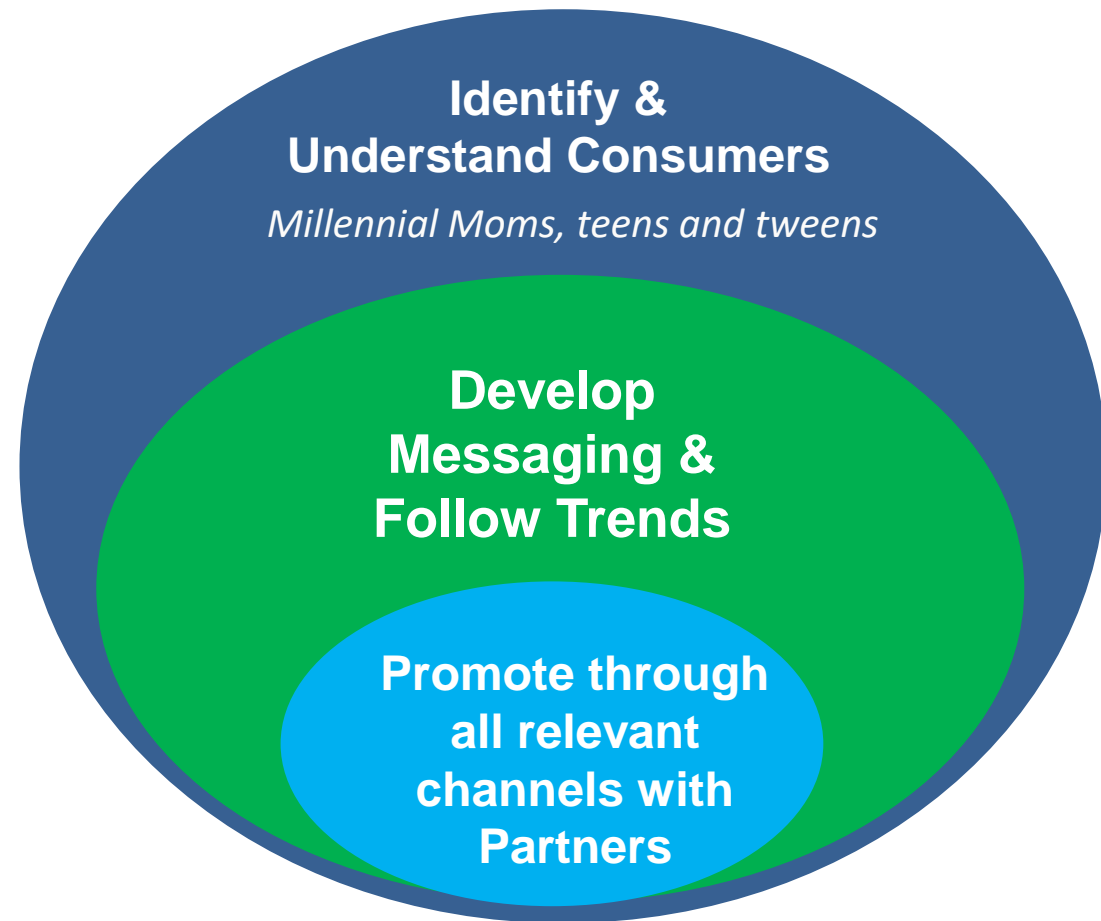 Identify &
Understand Consumers
Millennial Moms, teens and tweens
Develop
Messaging &
Follow Trends
Promote through
all relevant
channels with
Partners